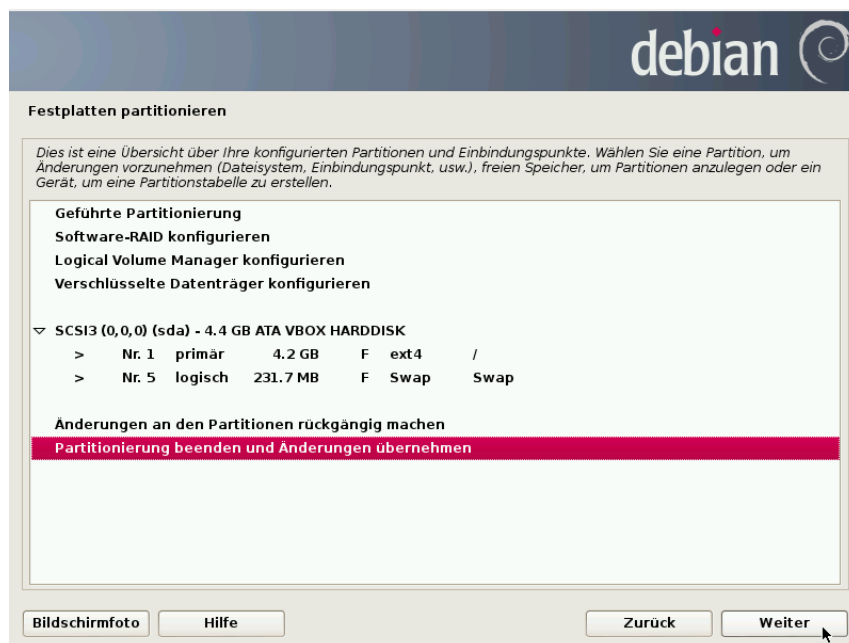 debian
Festplatten partitionieren
Dies ist eine Übersicht über Ihre konfigurierten Partitionen und Einbindungspunkte. Wählen Sie eine Partition, um
Änderungen vorzunehmen (Dateisystem, Einbindungspunkt, usw.), freien Speicher, um Partitionen anzulegen oder ein
Gerät, um eine Partitionstabelle zu erstellen.
Geführte Partitionierung
Software-RAID konfigurieren
Logical Volume Manager konfigurieren
Verschlüsselte Datenträger konfigurieren
SCSI3 (0,0,0) (sda) - 4.4 GB ATA VBOX HARDDISK
> Nr. 1 primär 4.2 GB F ext4 /
> Nr. 5 logisch 231.7 MB F Swap Swap
Änderungen an den Partitionen rückgängig machen
Partitionierung beenden und Änderungen übernehmen
Bildschirmfoto Hilfe Zurück Weiter